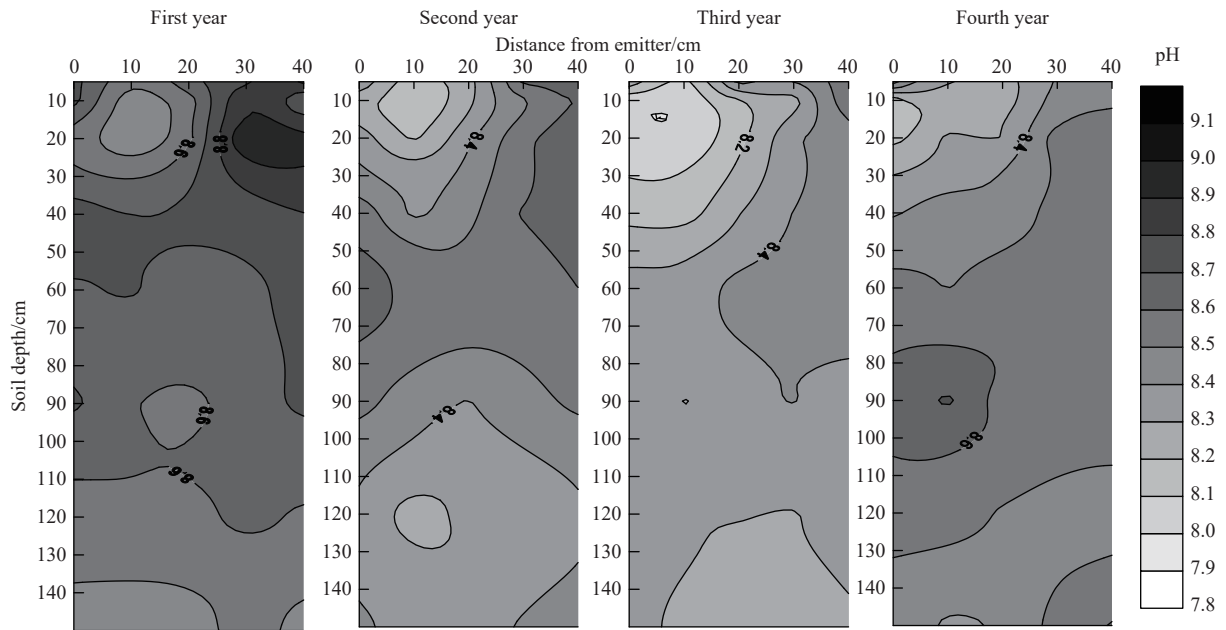 First year Second year Third year Fourth year
Distance from emitter/cm
pH
0 10 20 30 40 0 10 20 30 40 0 10 20 30 40 0 10 20 30 40
Soil depth/cm
10 10 10 10
20 20 20 20
30 30 30 30
40 40 40 40
50 50 50 50
60 60 60 60
70 70 70 70
80 80 80 80
90 90 90 90
100 100 100 100
110 110 110 110
120 120 120 120
130 130 130 130
140 140 140 140
8.6 8.8 8.4 8.2 8.4
8.4
8.6 8.4
8.6
8.6
9.1
9.0
8.9
8.8
8.7
8.6
8.5
8.4
8.3
8.2
8.1
8.0
7.9
7.8